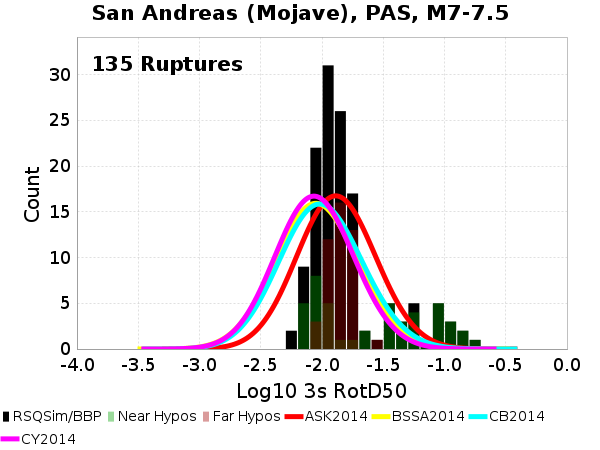 San Andreas (Mojave), PAS, M7-7.5
135 Ruptures
Count
30
25
20
15
10
5
0
-4.0 -3.5 -3.0 -2.5 -2.0 -1.5 -1.0 -0.5 0.0
Log10 3s RotD50
RSQSim/BBP Near Hypos Far Hypos ASK2014 BSSA2014 CB2014
CY2014